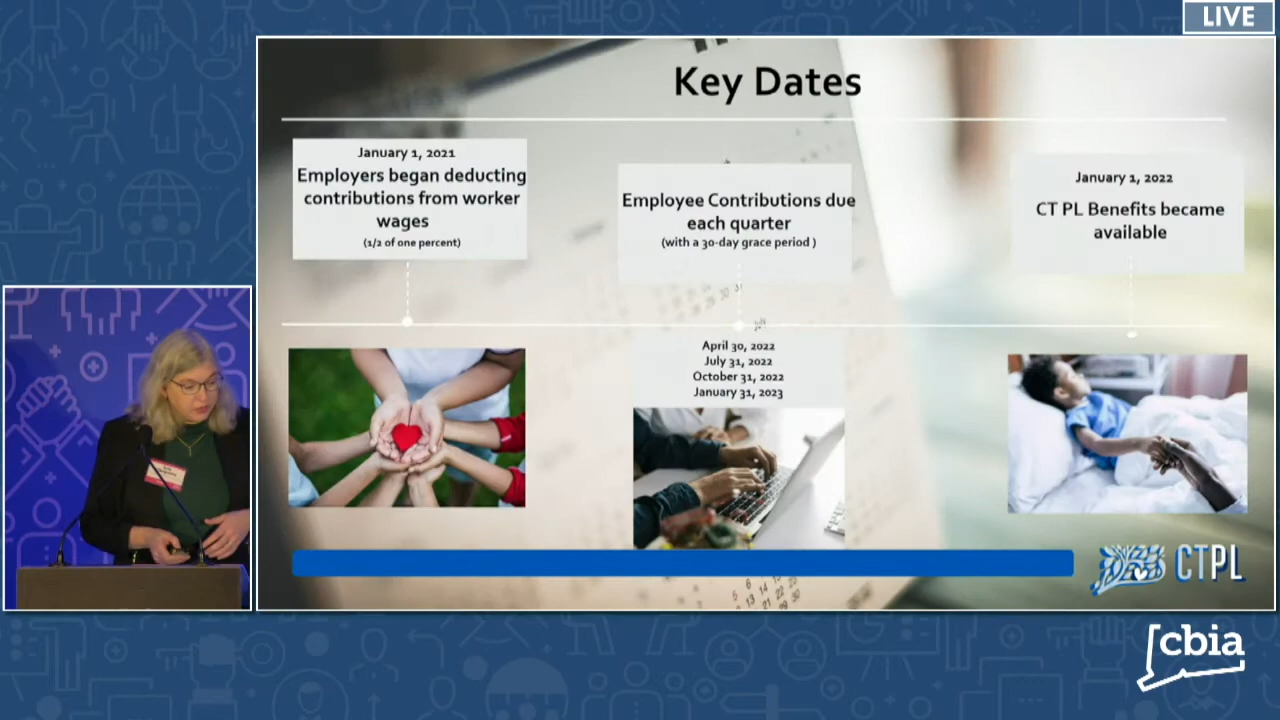 LIVE
Key Dates
January 1, 2021
Employers began deducting
contributions from worker
wages
(1/2 of one percent)
Employee Contributions due
each quarter
(with a 30-day grace period )
January 1, 2022
CT PL Benefits became
available
April 30, 2022
July 31, 2022
October 31, 2022
January 31, 2023
CTPL
cbia